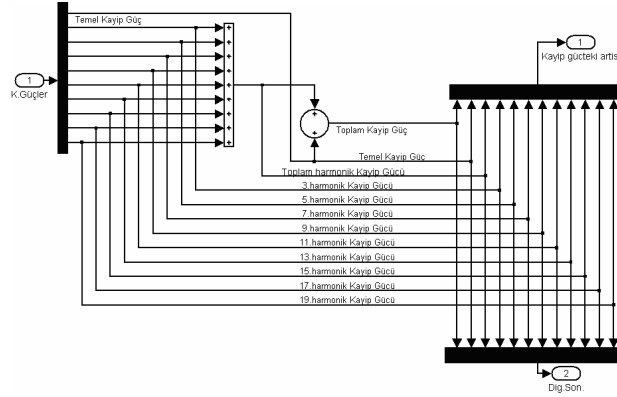 Temel Kayip Güç
1
K.Güçler
+
+
+
+
+
+
+
+
+
+
+
Toplam Kayip Güç
Temel Kayip Güç
Toplam harmonik Kayip Gücü
3.harmonik Kayip Gücü
5.harmonik Kayip Gücü
7.harmonik Kayip Gücü
9.harmonik Kayip Gücü
11.harmonik Kayip Gücü
13.harmonik Kayip Gücü
15.harmonik Kayip Gücü
17.harmonik Kayip Gücü
19.harmonik Kayip Gücü
1
Kayip gücteki artis
2
Dig.Son.